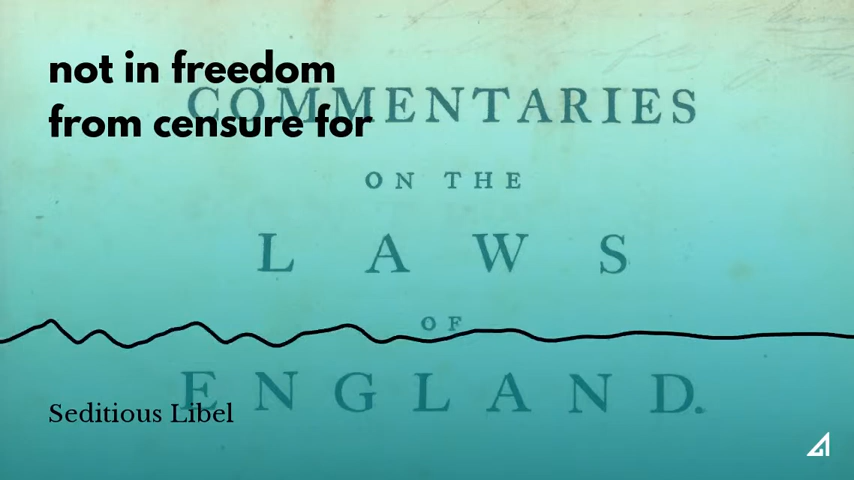 not in freedom
from censure for
COMMENTARIES
ON THE
LAWS
OF
ENGLAND.
Seditious Libel